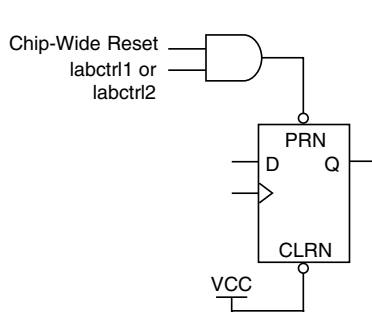 Chip-Wide Reset
labctrl1 or
labctrl2
PRN
D Q
CLRN
VCC